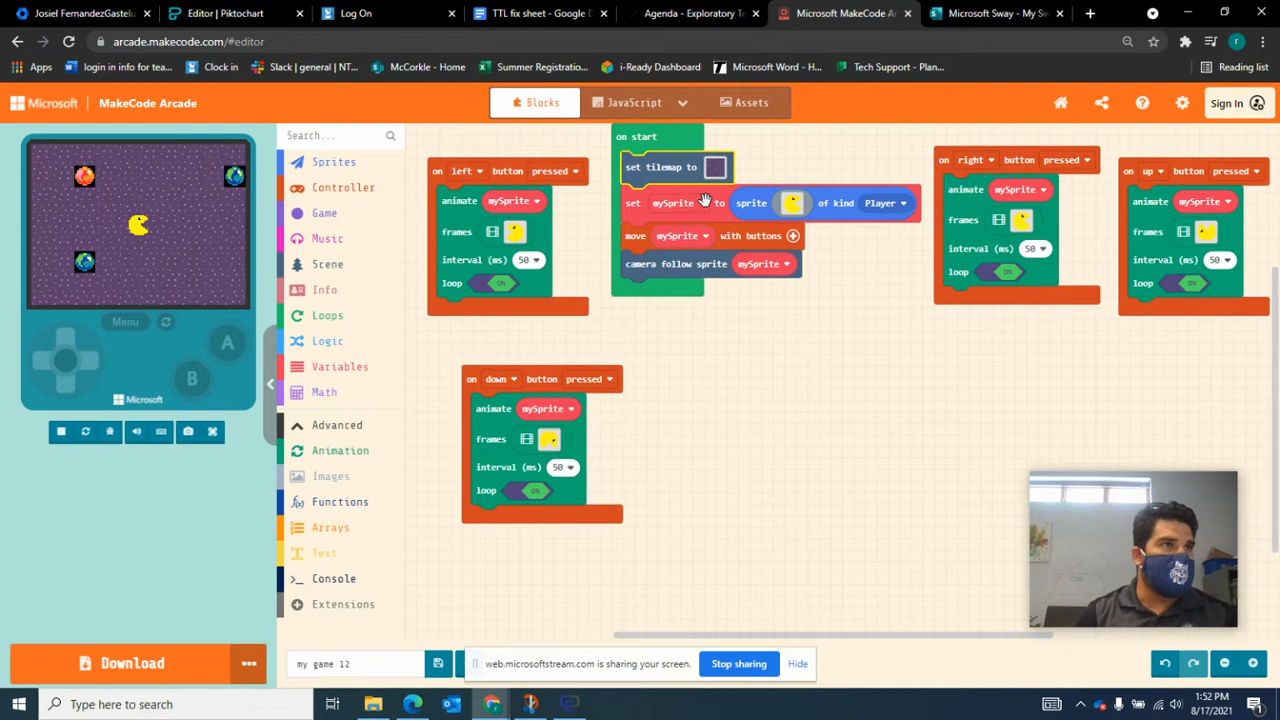 Josiel FernandezGastelu
Editor | Piktochart
Log On
TTL fix sheet - Google D
Agenda - Exploratory Te
Microsoft MakeCode Arc
Microsoft Sway - My Sw
arcade.makecode.com/#editor
Apps
login in info for team...
Clock in
Slack | general | NT...
McCorkle - Home
Summer Registration...
i-Ready Dashboard
Microsoft Word - Ho...
Tech Support - Plan...
Reading list
Microsoft
MakeCode Arcade
Blocks
JavaScript
Assets
Sign In
Menu
A
B
Microsoft
Download
Search...
Sprites
Controller
Game
Music
Scene
Info
Loops
Logic
Variables
Math
Advanced
Animation
Images
Functions
Arrays
Text
Console
Extensions
on left button pressed
animate mySprite
frames
interval (ms) 50
loop ON
on start
set tilemap to
set mySprite to sprite of kind Player
move mySprite with buttons
camera follow sprite mySprite
on right button pressed
animate mySprite
frames
interval (ms) 50
loop ON
on up button pressed
animate mySprite
frames
interval (ms) 50
loop ON
on down button pressed
animate mySprite
frames
interval (ms) 50
loop ON
my game 12
web.microsoftstream.com is sharing your screen.
Stop sharing
Hide
Type here to search
1:52 PM
8/17/2021